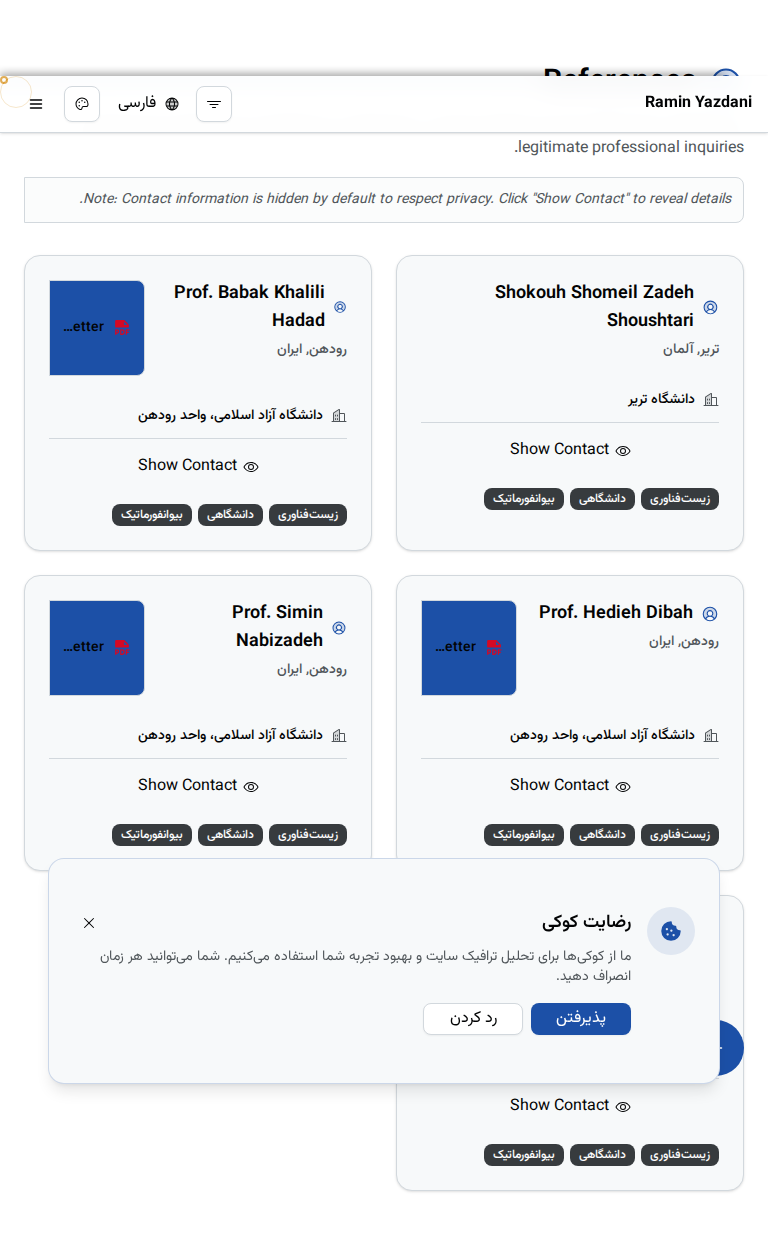 Ramin Yazdani
فارسی
References
legitimate professional inquiries.
Note: Contact information is hidden by default to respect privacy. Click "Show Contact" to reveal details.
Shokouh Shomeil Zadeh
Shoushtari
تریر, آلمان
دانشگاه تریر
Show Contact
زیست‌فناوری
دانشگاهی
بیوانفورماتیک
Prof. Babak Khalili
Hadad
رودهن, ایران
...etter
دانشگاه آزاد اسلامی، واحد رودهن
Show Contact
زیست‌فناوری
دانشگاهی
بیوانفورماتیک
Prof. Hedieh Dibah
رودهن, ایران
...etter
دانشگاه آزاد اسلامی، واحد رودهن
Show Contact
زیست‌فناوری
دانشگاهی
بیوانفورماتیک
Prof. Simin
Nabizadeh
رودهن, ایران
...etter
دانشگاه آزاد اسلامی، واحد رودهن
Show Contact
زیست‌فناوری
دانشگاهی
بیوانفورماتیک
رضایت کوکی
ما از کوکی‌ها برای تحلیل ترافیک سایت و بهبود تجربه شما استفاده می‌کنیم. شما می‌توانید هر زمان
انصراف دهید.
پذیرفتن
رد کردن
Show Contact
زیست‌فناوری
دانشگاهی
بیوانفورماتیک